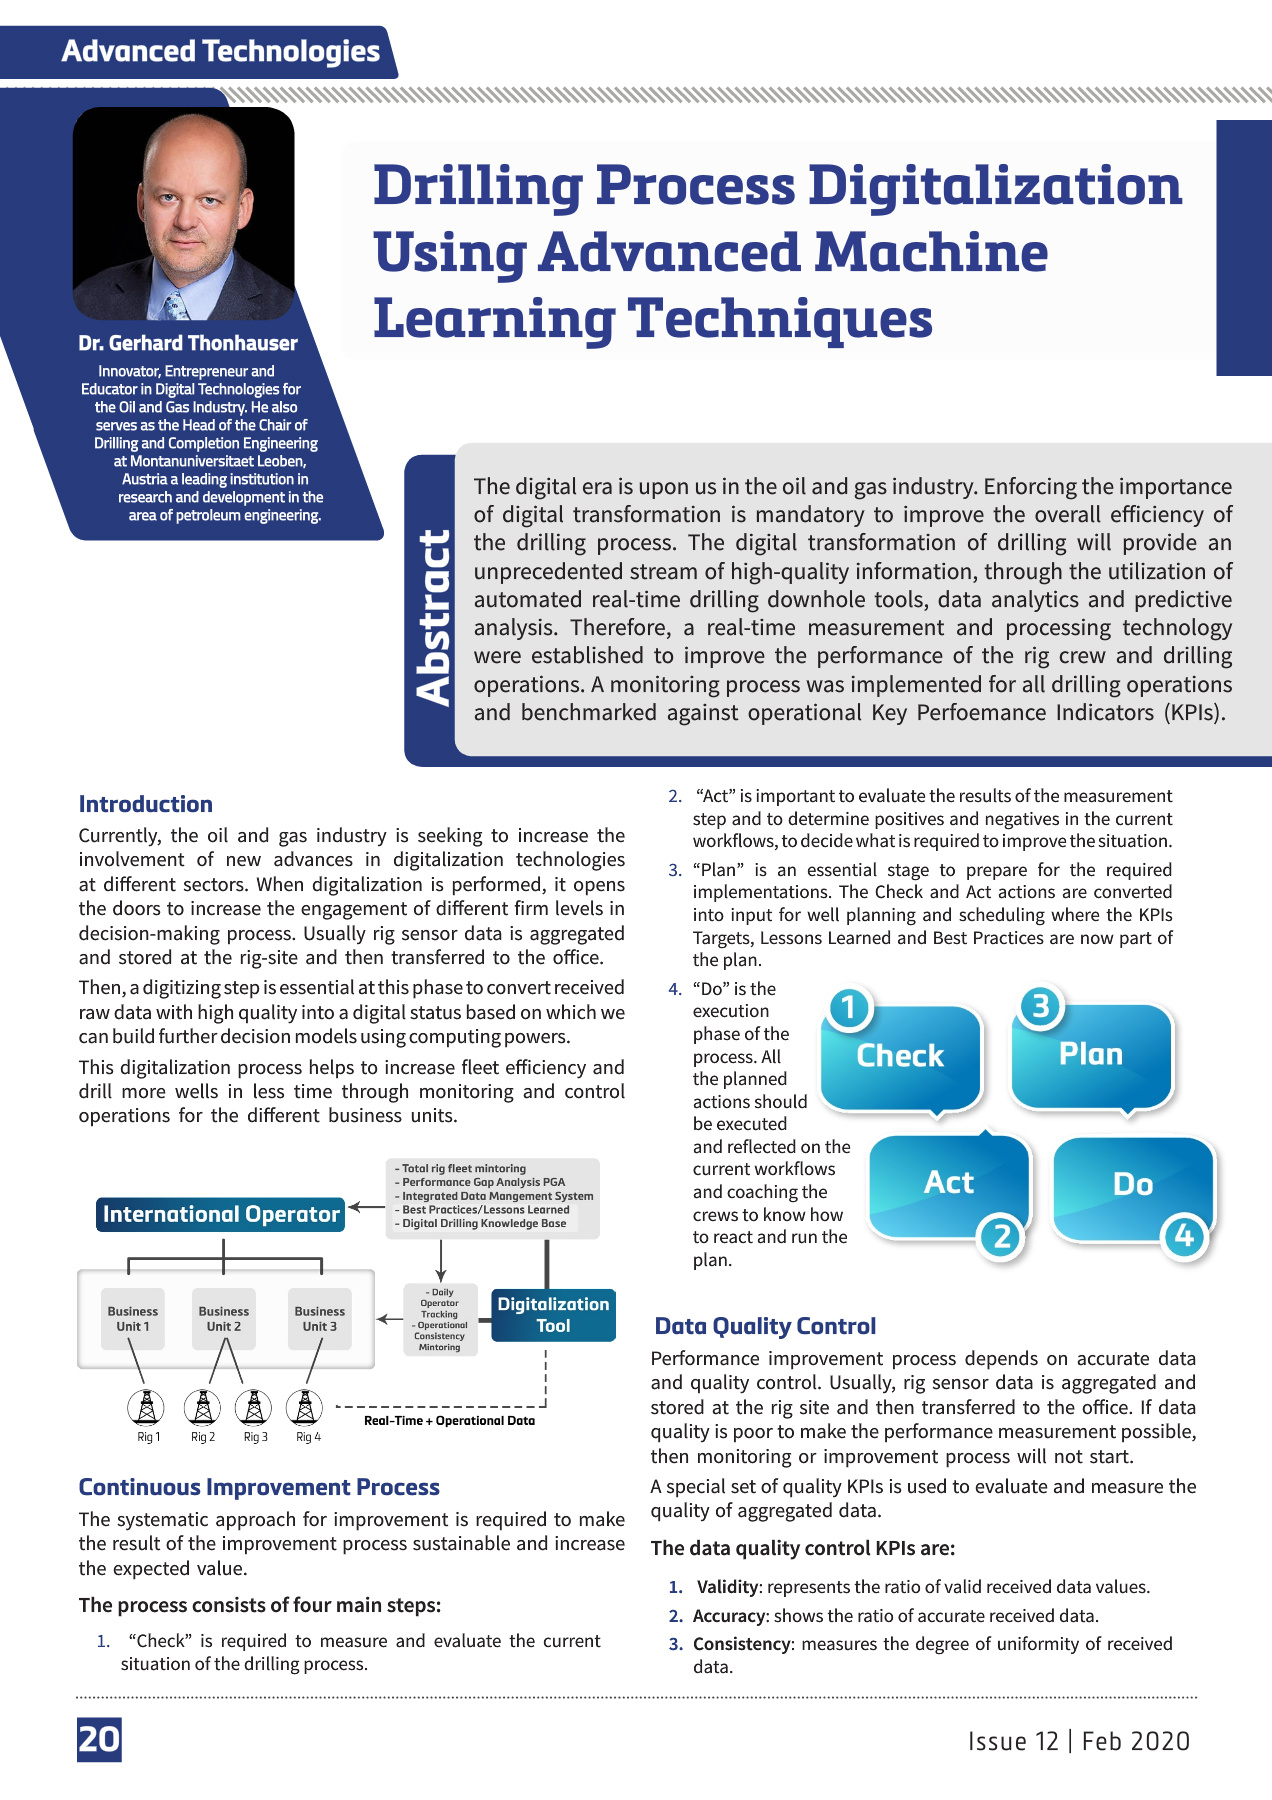 Advanced Technologies
Drilling Process Digitalization
Using Advanced Machine
Learning Techniques
Dr. Gerhard Thonhauser
Innovator, Entrepreneur and
Educator in Digital Technologies for
the Oil and Gas Industry. He also
serves as the Head of the Chair of
Drilling and Completion Engineering
at Montanuniversitaet Leoben,
Austria a leading institution in
research and development in the
area of petroleum engineering.
Abstract
The digital era is upon us in the oil and gas industry. Enforcing the importance
of digital transformation is mandatory to improve the overall efficiency of
the drilling process. The digital transformation of drilling will provide an
unprecedented stream of high-quality information, through the utilization of
automated real-time drilling downhole tools, data analytics and predictive
analysis. Therefore, a real-time measurement and processing technology
were established to improve the performance of the rig crew and drilling
operations. A monitoring process was implemented for all drilling operations
and benchmarked against operational Key Perfoemance Indicators (KPIs).
Introduction
Currently, the oil and gas industry is seeking to increase the
involvement of new advances in digitalization technologies
at different sectors. When digitalization is performed, it opens
the doors to increase the engagement of different firm levels in
decision-making process. Usually rig sensor data is aggregated
and stored at the rig-site and then transferred to the office.
Then, a digitizing step is essential at this phase to convert received
raw data with high quality into a digital status based on which we
can build further decision models using computing powers.
This digitalization process helps to increase fleet efficiency and
drill more wells in less time through monitoring and control
operations for the different business units.
- Total rig fleet mintoring
- Performance Gap Analysis PGA
- Integrated Data Mangement System
- Best Practices/Lessons Learned
- Digital Drilling Knowledge Base
International Operator
Business
Unit 1
Business
Unit 2
Business
Unit 3
- Daily
Operator
Tracking
- Operational
Consistency
Mintoring
Digitalization
Tool
Real-Time + Operational Data
Rig 1
Rig 2
Rig 3
Rig 4
Continuous Improvement Process
The systematic approach for improvement is required to make
the result of the improvement process sustainable and increase
the expected value.
The process consists of four main steps:
1. “Check” is required to measure and evaluate the current
situation of the drilling process.
2. “Act” is important to evaluate the results of the measurement
step and to determine positives and negatives in the current
workflows, to decide what is required to improve the situation.
3. “Plan” is an essential stage to prepare for the required
implementations. The Check and Act actions are converted
into input for well planning and scheduling where the KPIs
Targets, Lessons Learned and Best Practices are now part of
the plan.
4. “Do” is the
execution
phase of the
process. All
the planned
actions should
be executed
and reflected on the
current workflows
and coaching the
crews to know how
to react and run the
plan.
1
Check
3
Plan
Act
2
Do
4
Data Quality Control
Performance improvement process depends on accurate data
and quality control. Usually, rig sensor data is aggregated and
stored at the rig site and then transferred to the office. If data
quality is poor to make the performance measurement possible,
then monitoring or improvement process will not start.
A special set of quality KPIs is used to evaluate and measure the
quality of aggregated data.
The data quality control KPIs are:
1. Validity: represents the ratio of valid received data values.
2. Accuracy: shows the ratio of accurate received data.
3. Consistency: measures the degree of uniformity of received
data.
20
Issue 12 | Feb 2020